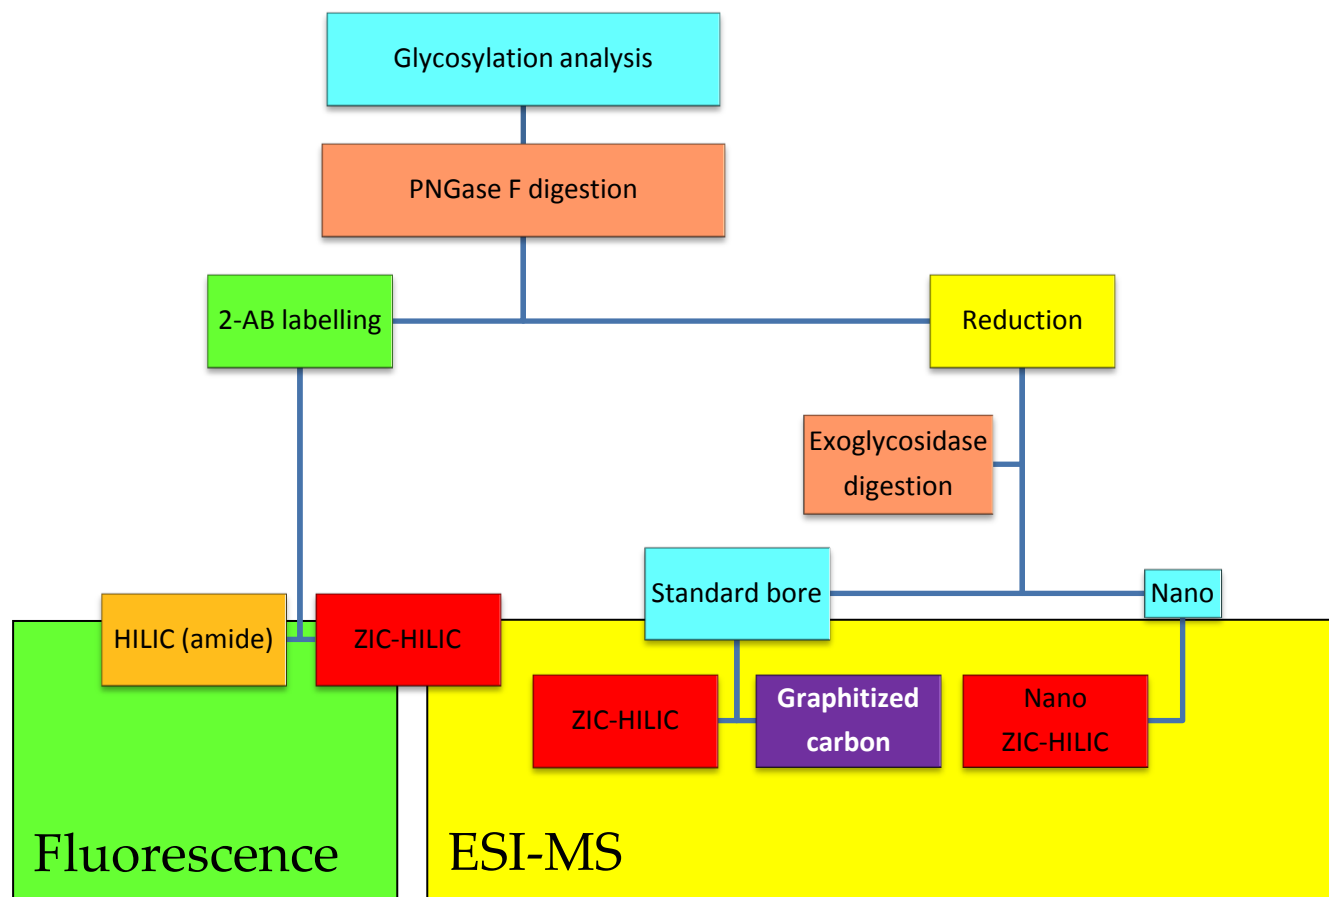 Glycosylation analysis
PNGase F digestion
2-AB labelling
Reduction
Exoglycosidase
digestion
Standard bore
Nano
HILIC (amide)
ZIC-HILIC
ZIC-HILIC
Graphitized
carbon
Nano
ZIC-HILIC
Fluorescence
ESI-MS